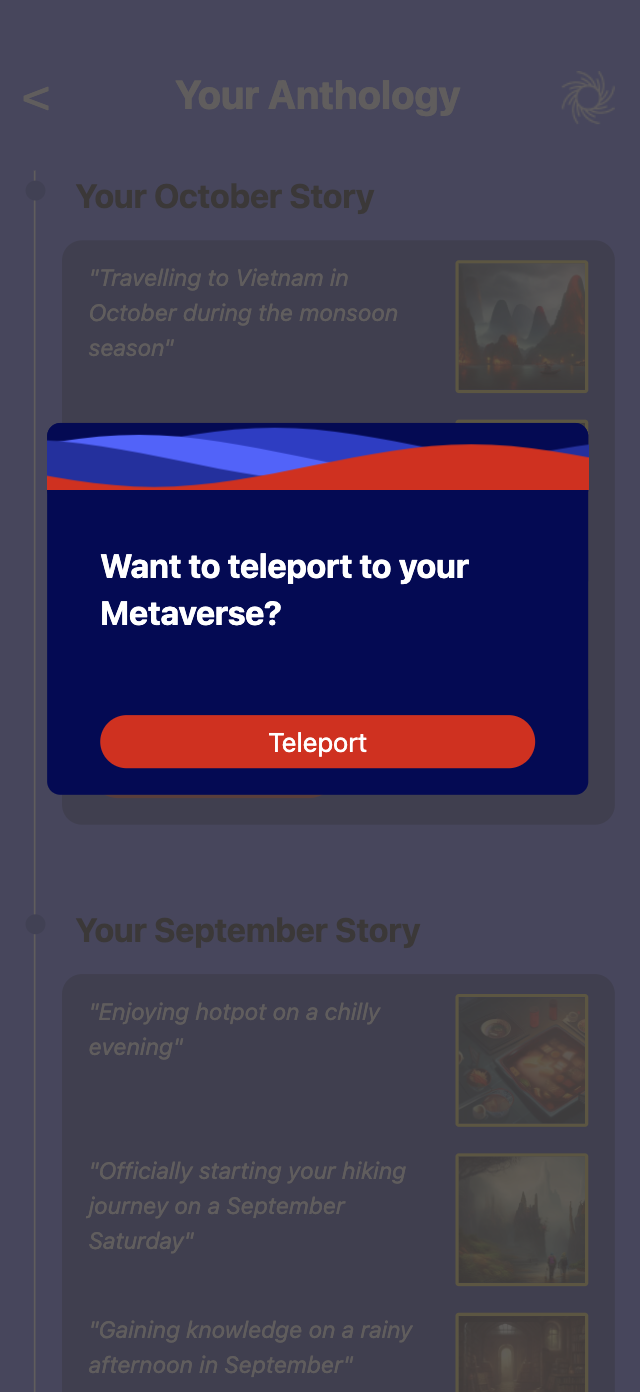 <
Your Anthology
Your October Story
"Travelling to Vietnam in
October during the monsoon
season"
Want to teleport to your
Metaverse?
Teleport
Your September Story
"Enjoying hotpot on a chilly
evening"
"Officially starting your hiking
journey on a September
Saturday"
"Gaining knowledge on a rainy
afternoon in September"